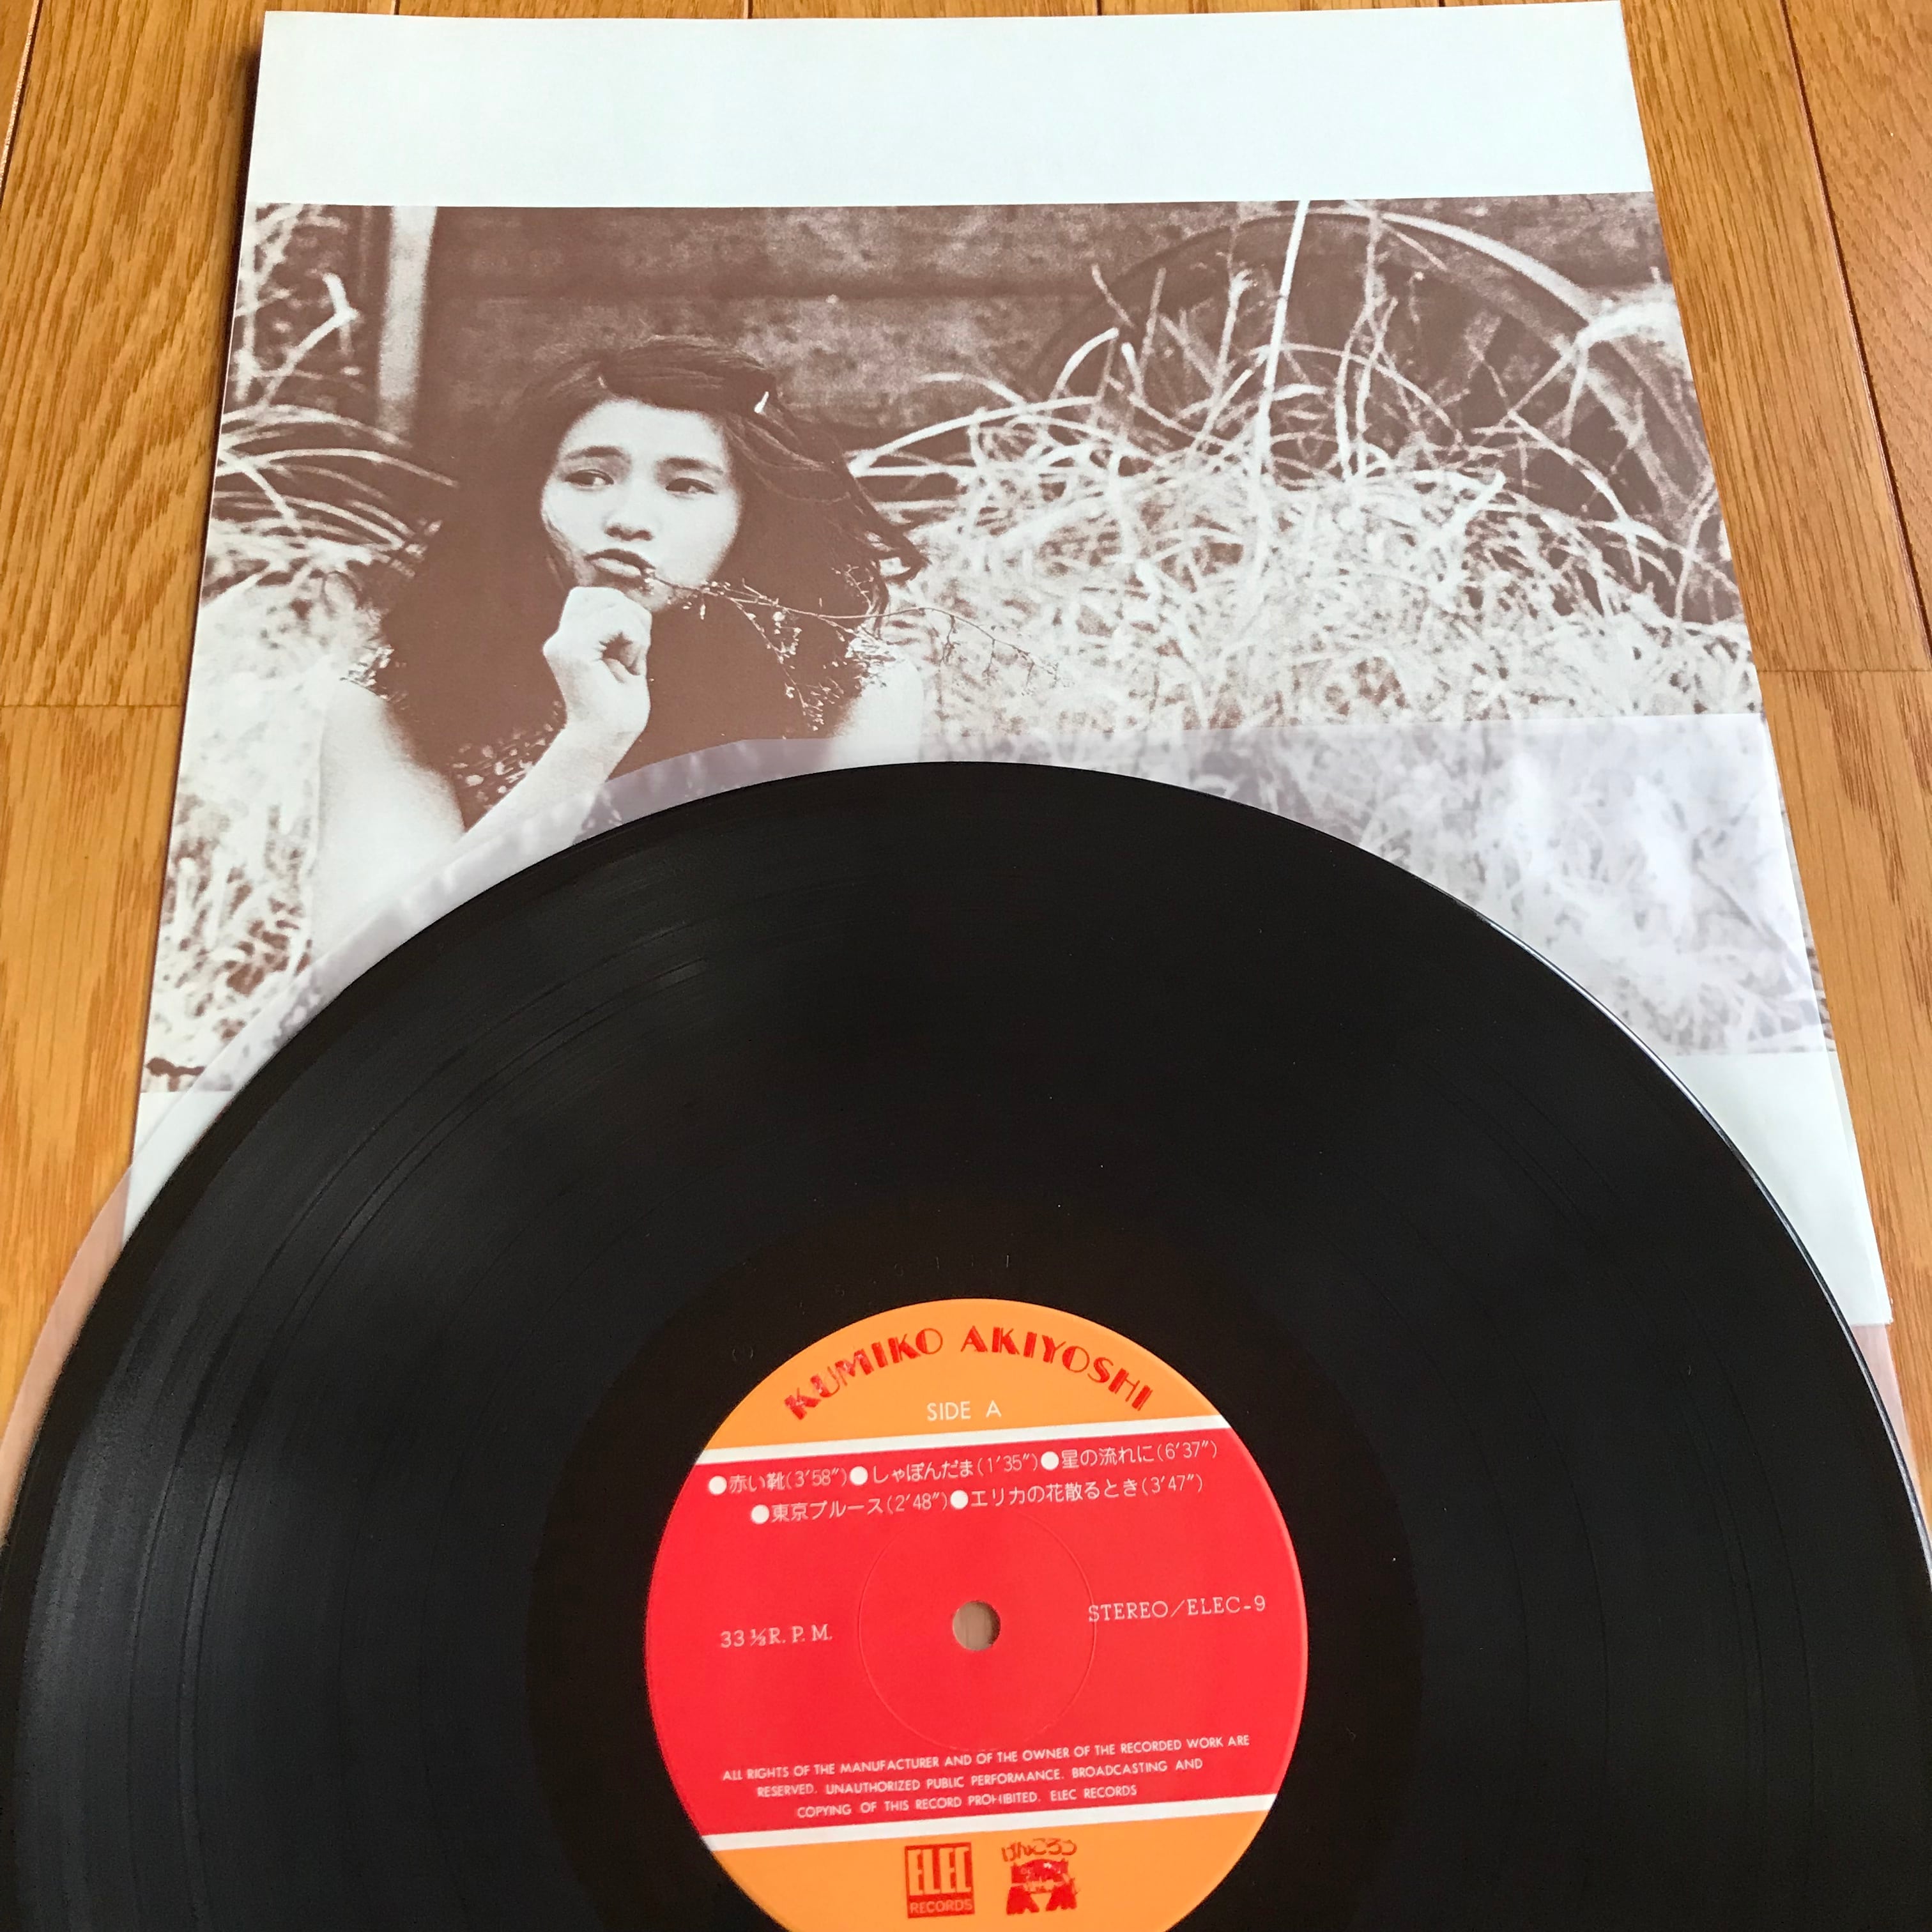 KUMIKO AKIYOSHI
SIDE A
●赤い靴(3′58″)●しゃぼんだま(1′35″)●星の流れに(6′37″)
●東京ブルース(2′48″)●エリカの花散るとき(3′47″)
33⅓R.P.M.
STEREO/ELEC-9
ALL RIGHTS OF THE MANUFACTURER AND OF THE OWNER OF THE RECORDED WORK ARE
RESERVED. UNAUTHORIZED PUBLIC PERFORMANCE. BROADCASTING AND
COPYING OF THIS RECORD PROHIBITED. ELEC RECORDS
ELEC
RECORDS